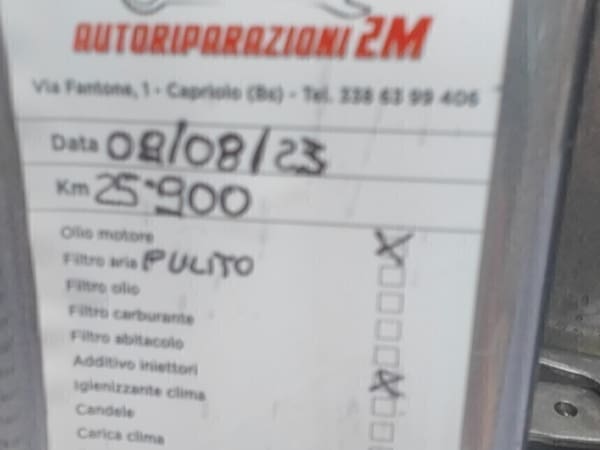 AUTORIPARAZIONI 2M
Via Fantone, 1 - Capriolo (Bs) - Tel. 338 63 99 406
Data 08/08/23
Km 25.900
Olio motore X
Filtro aria PULITO
Filtro olio
Filtro carburante
Filtro abitacolo
Additivo iniettori
Igienizzante clima X
Candele
Carica clima